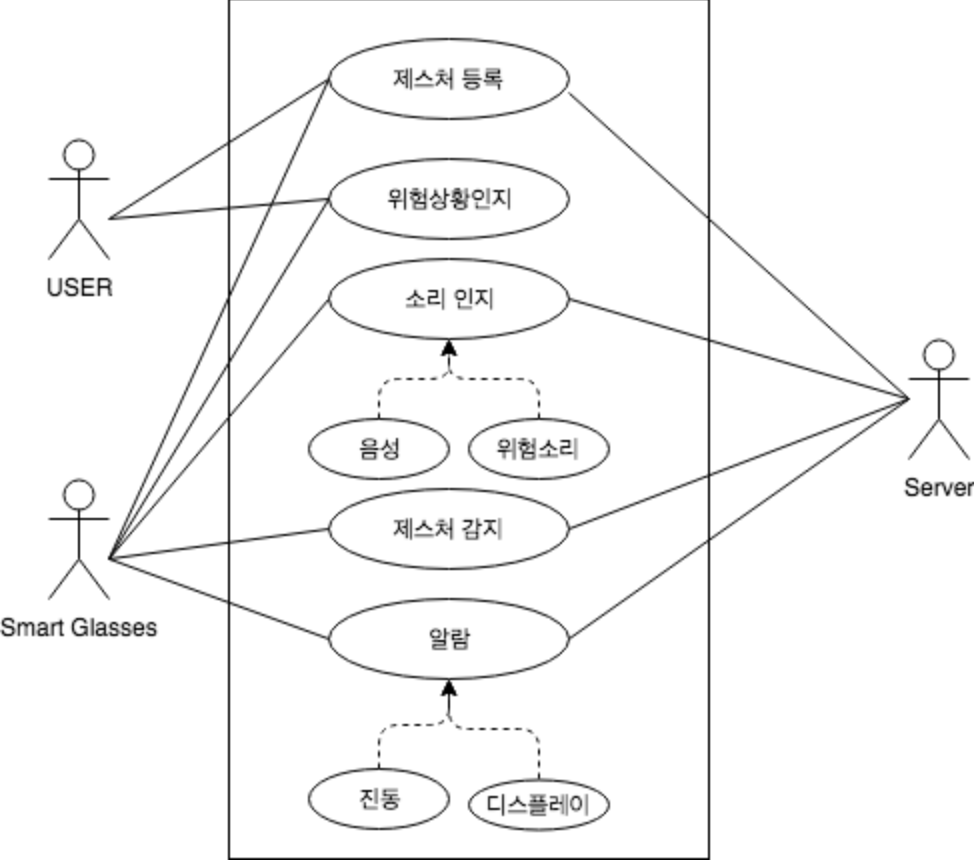 제스처 등록
위험상황인지
USER
소리 인지
음성
위험소리
Server
제스처 감지
Smart Glasses
알람
진동
디스플레이